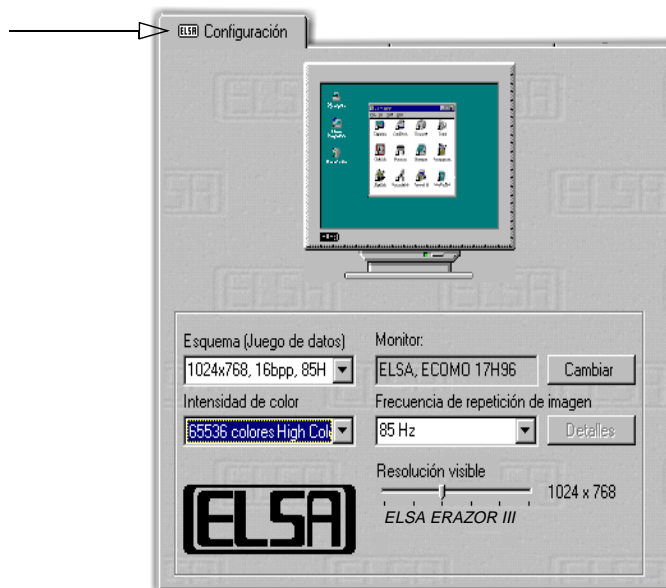 ELSA Configuración
Esquema (Juego de datos)
Monitor:
1024x768, 16bpp, 85H
ELSA, ECOMO 17H96
Cambiar
Intensidad de color
Frecuencia de repetición de imagen
65536 colores High Col
85 Hz
Detalles
Resolución visible
1024 x 768
ELSA
ELSA ERAZOR III